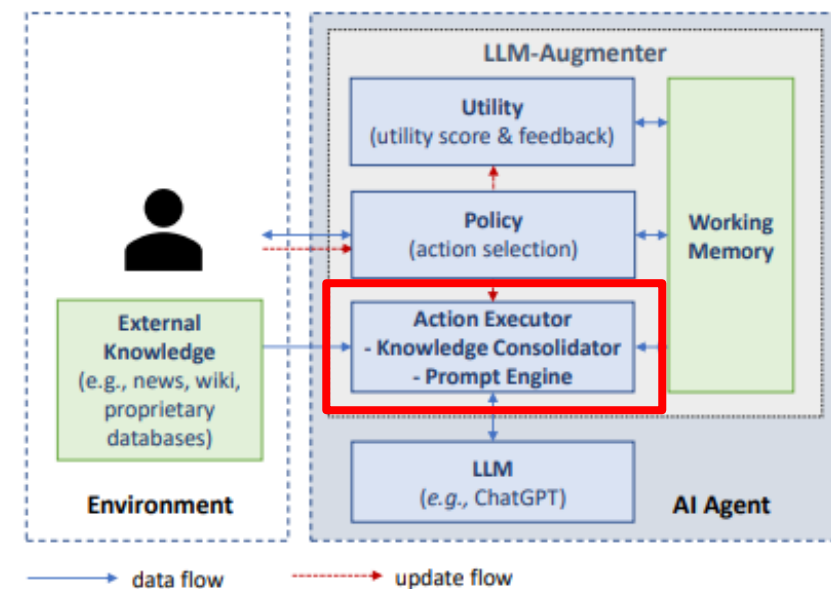 LLM-Augmenter
Utility
(utility score & feedback)
Policy
(action selection)
Working
Memory
External
Knowledge
(e.g., news, wiki,
proprietary
databases)
Action Executor
- Knowledge Consolidator
- Prompt Engine
LLM
(e.g., ChatGPT)
Environment
AI Agent
data flow
update flow